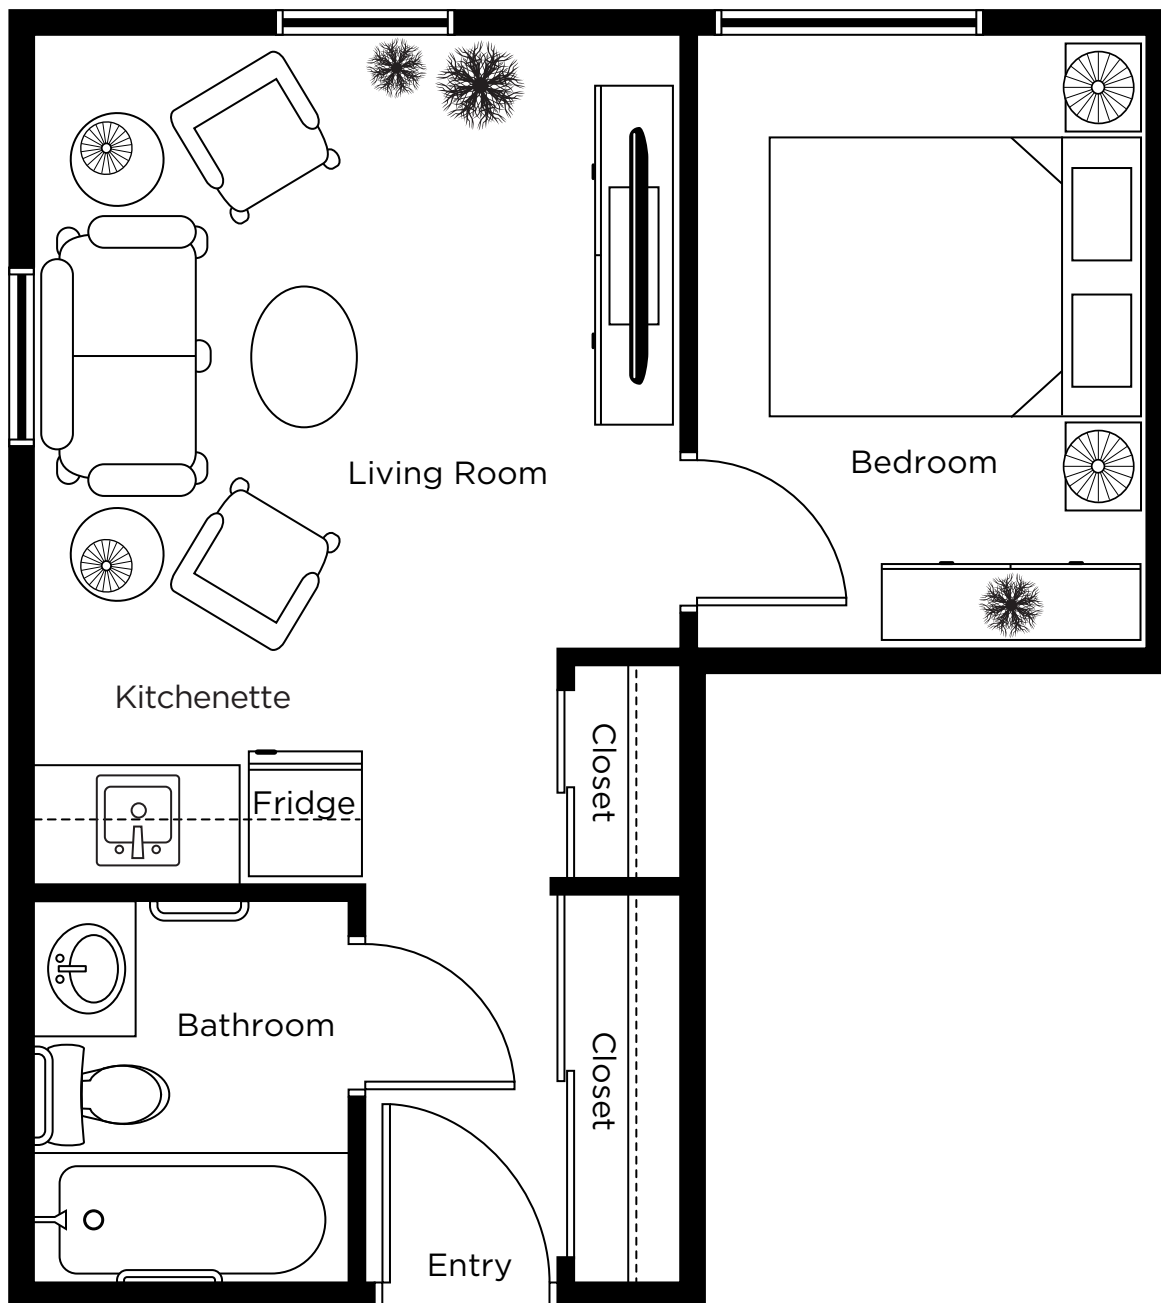 Living Room
Bedroom
Kitchenette
Fridge
Closet
Bathroom
Closet
Entry